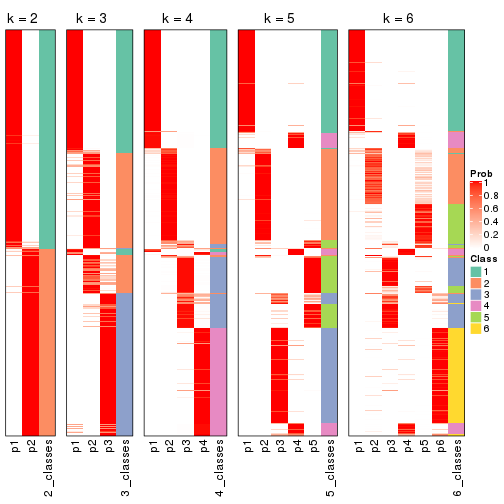 k = 2
k = 3
k = 4
k = 5
k = 6
Prob
1
0.8
0.6
0.4
0.2
0
Class
1
2
3
4
5
6
p1
p2
2_classes
p1
p2
p3
3_classes
p1
p2
p3
p4
4_classes
p1
p2
p3
p4
p5
5_classes
p1
p2
p3
p4
p5
p6
6_classes